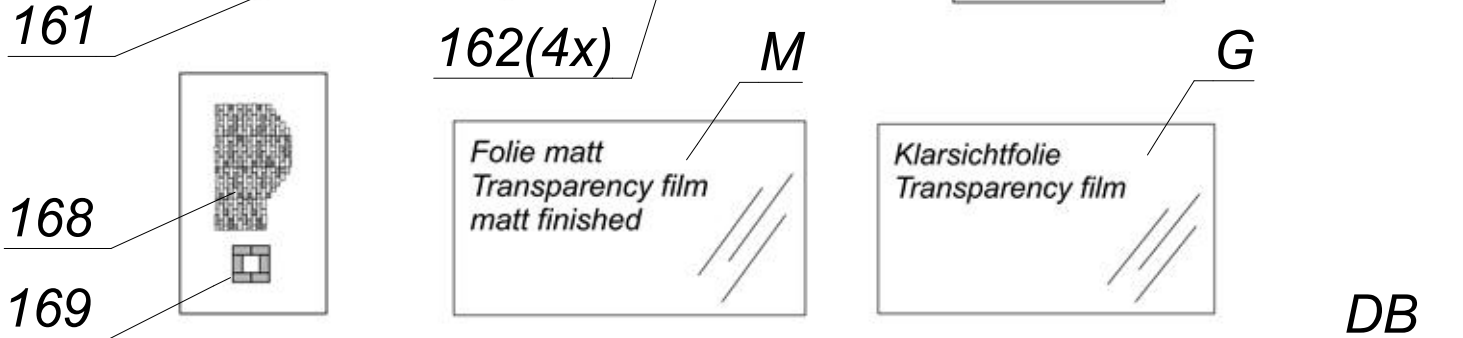 161
162(4x)
M
G
Folie matt
Transparency film
matt finished
Klarsichtfolie
Transparency film
168
169
DB